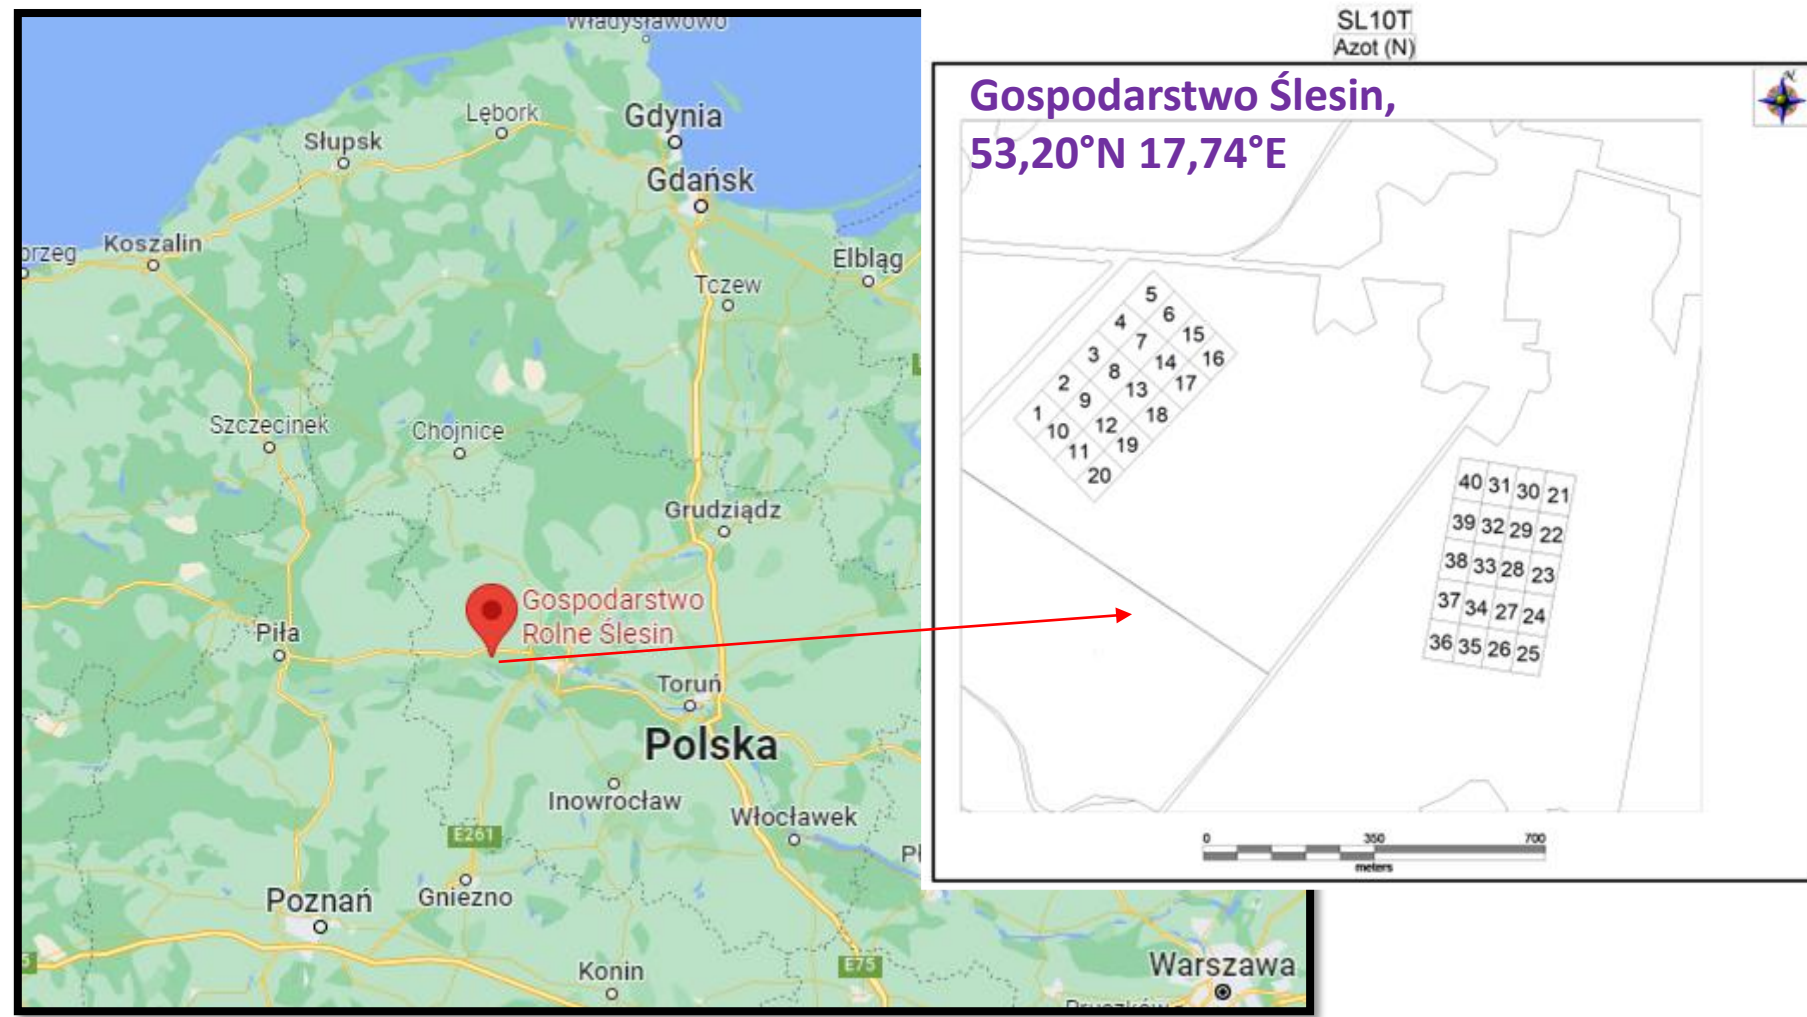 Władysławowo
Lębork
Gdynia
Słupsk
Gdańsk
Koszalin
Elbląg
Tczew
Szczecinek
Chojnice
Grudziądz
Gospodarstwo
Rolne Ślesin
Piła
Toruń
Polska
Inowrocław
Włocławek
E261
Poznań
Gniezno
Konin
E75
Warszawa
SL10T
Azot (N)
Gospodarstwo Ślesin,
53,20°N 17,74°E
N
5
4 6
3 7 15
2 8 14 16
1 9 13 17
10 12 18
11 19
20
40 31 30 21
39 32 29 22
38 33 28 23
37 34 27 24
36 35 26 25
0 350 700
meters